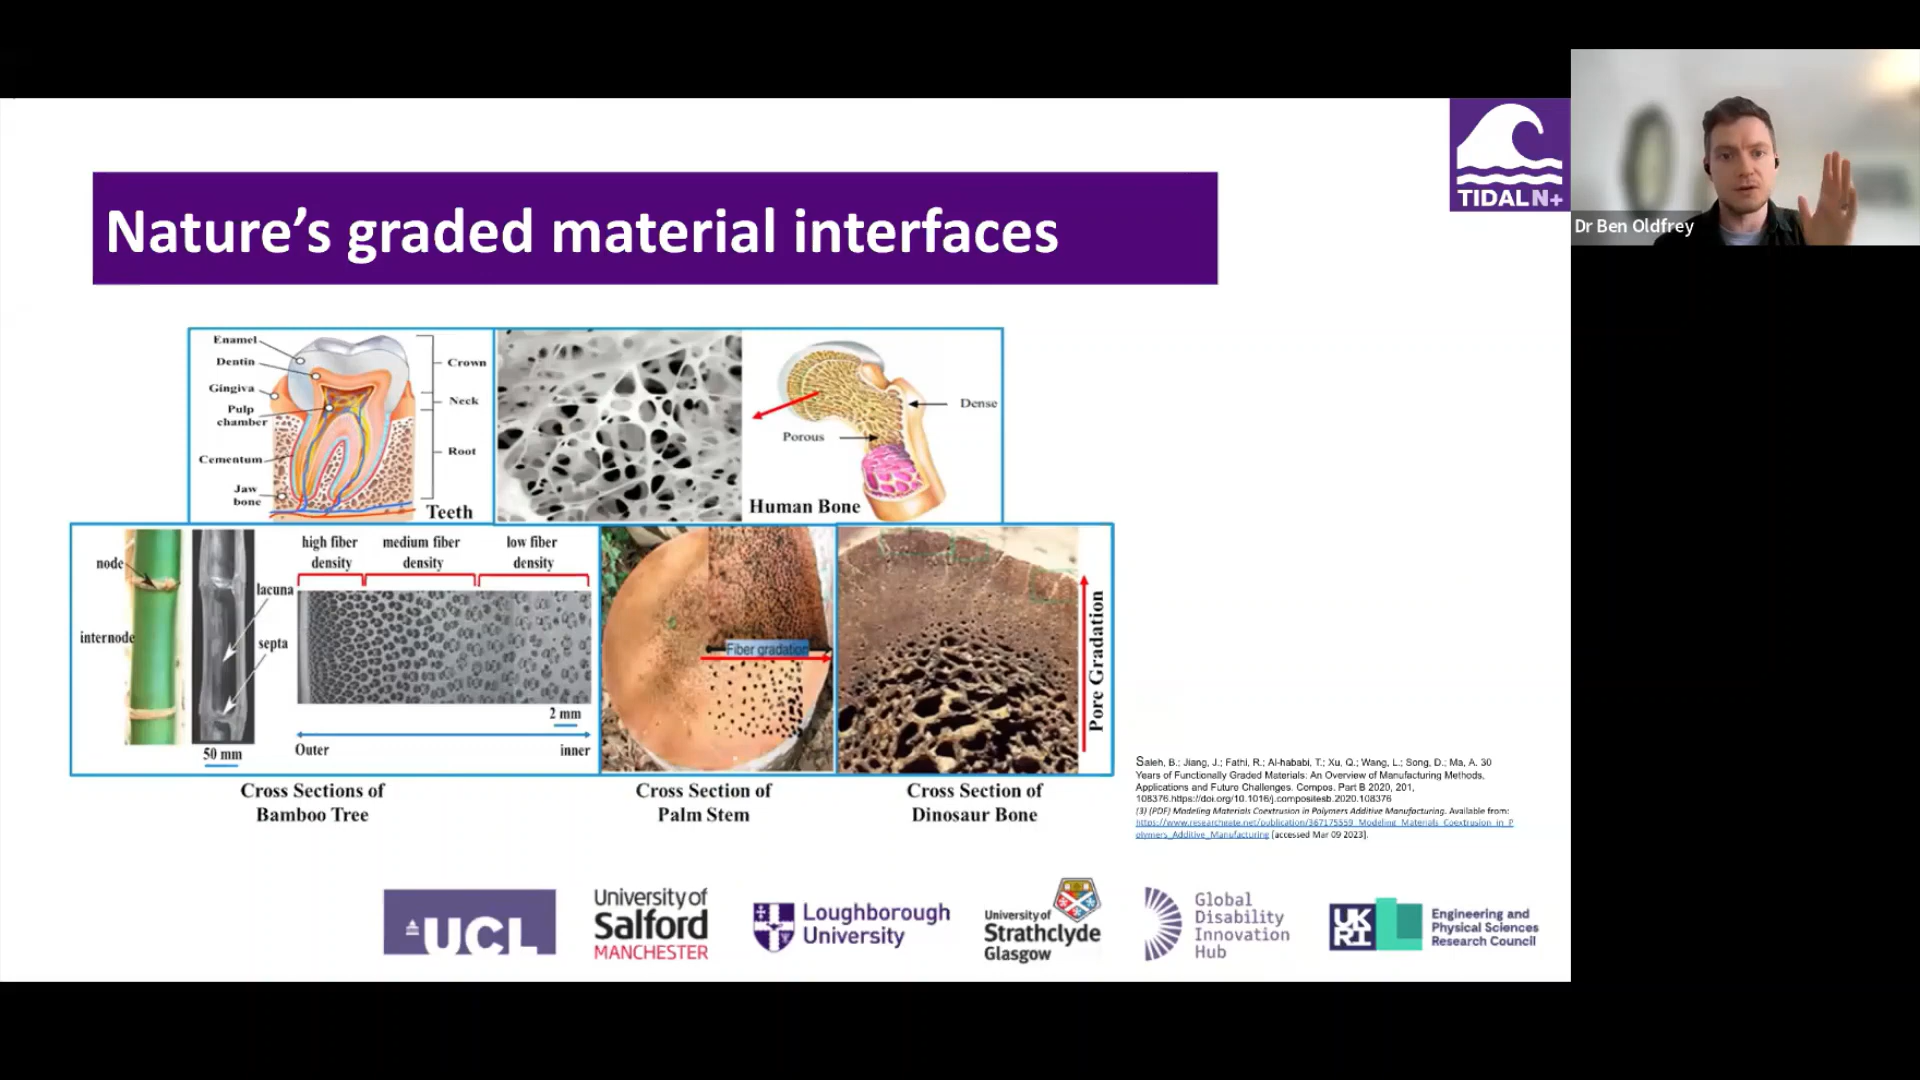 TIDAL N+
Dr Ben Oldfrey
Nature’s graded material interfaces
Enamel
Dentin
Gingiva
Pulp
chamber
Cementum
Jaw
bone
Crown
Neck
Root
Teeth
Dense
Porous
Human Bone
node
internode
lacuna
septa
50 mm
high fiber
density
medium fiber
density
low fiber
density
2 mm
Outer
inner
Fiber gradation
Pore Gradation
Cross Sections of
Bamboo Tree
Cross Section of
Palm Stem
Cross Section of
Dinosaur Bone
Saleh, B.; Jiang, J.; Fathi, R.; Al-hababi, T.; Xu, Q.; Wang, L.; Song, D.; Ma, A. 30
Years of Functionally Graded Materials: An Overview of Manufacturing Methods,
Applications and Future Challenges. Compos. Part B 2020, 201,
108376.https://doi.org/10.1016/j.compositesb.2020.108376
(3) (PDF) Modeling Materials Coextrusion in Polymers Additive Manufacturing. Available from:
https://www.researchgate.net/publication/367175559_Modeling_Materials_Coextrusion_in_P
olymers_Additive_Manufacturing [accessed Mar 09 2023].
UCL
University of
Salford
MANCHESTER
Loughborough
University
University of
Strathclyde
Glasgow
Global
Disability
Innovation
Hub
UK
RI
Engineering and
Physical Sciences
Research Council